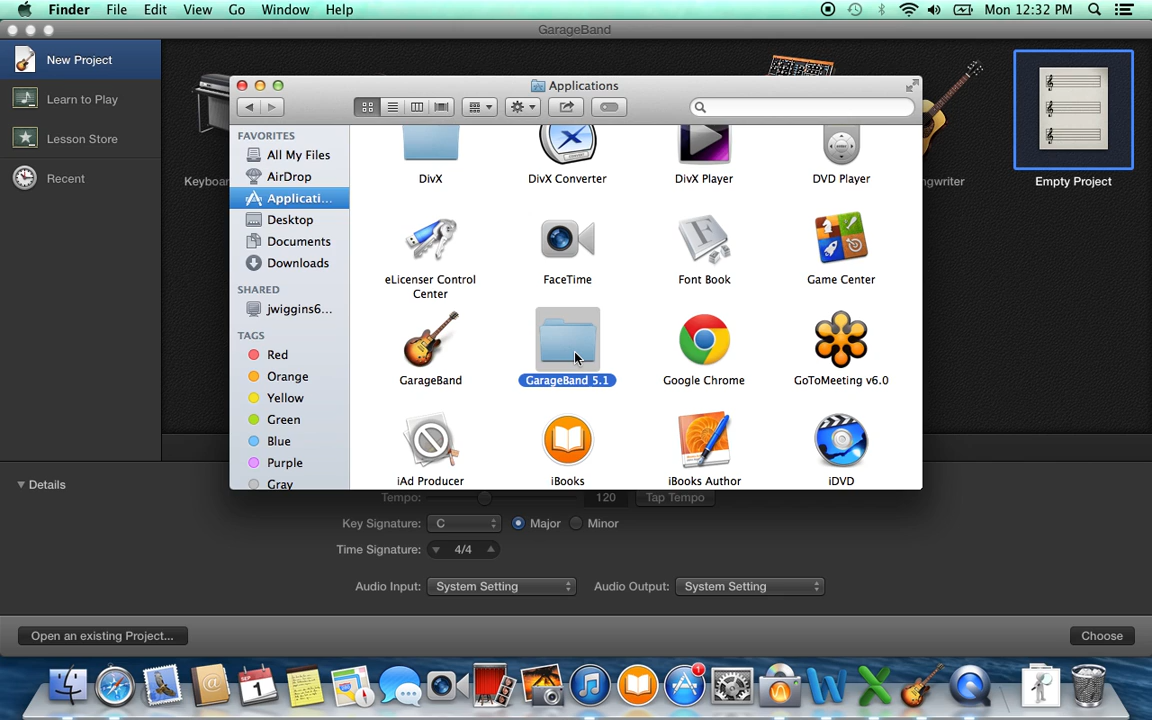 Finder File Edit View Go Window Help Mon 12:32 PM
GarageBand
New Project
Learn to Play
Lesson Store
Recent
Empty Project
Applications
FAVORITES
All My Files
AirDrop
Applicati...
Desktop
Documents
Downloads
SHARED
jwiggins6...
TAGS
Red
Orange
Yellow
Green
Blue
Purple
Gray
DivX
DivX Converter
DivX Player
DVD Player
eLicenser Control
Center
FaceTime
Font Book
Game Center
GarageBand
GarageBand 5.1
Google Chrome
GoToMeeting v6.0
iAd Producer
iBooks
iBooks Author
iDVD
Details
Tempo: 120 Tap Tempo
Key Signature: C Major Minor
Time Signature: 4/4
Audio Input: System Setting Audio Output: System Setting
Open an existing Project... Choose